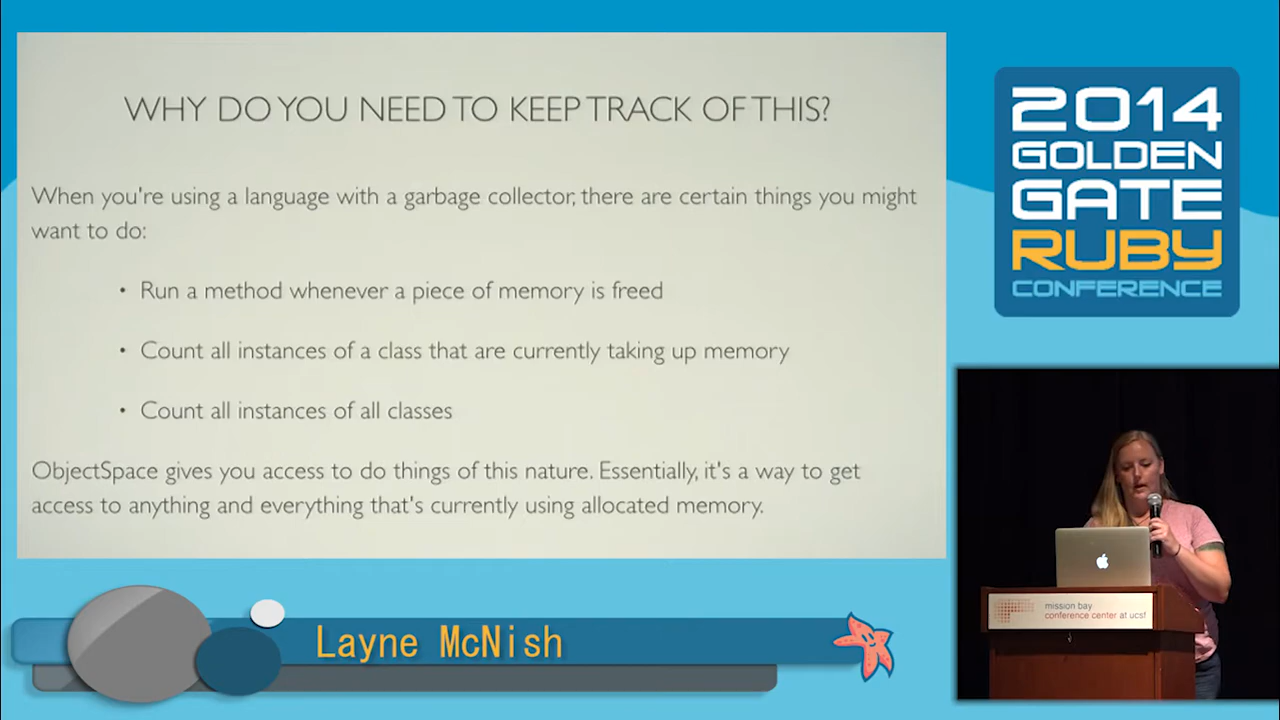 WHY DO YOU NEED TO KEEP TRACK OF THIS?
When you're using a language with a garbage collector, there are certain things you might
want to do:
• Run a method whenever a piece of memory is freed
• Count all instances of a class that are currently taking up memory
• Count all instances of all classes
ObjectSpace gives you access to do things of this nature. Essentially, it's a way to get
access to anything and everything that's currently using allocated memory.
2014
GOLDEN
GATE
RUBY
CONFERENCE
mission bay
conference center at ucsf
Layne McNish